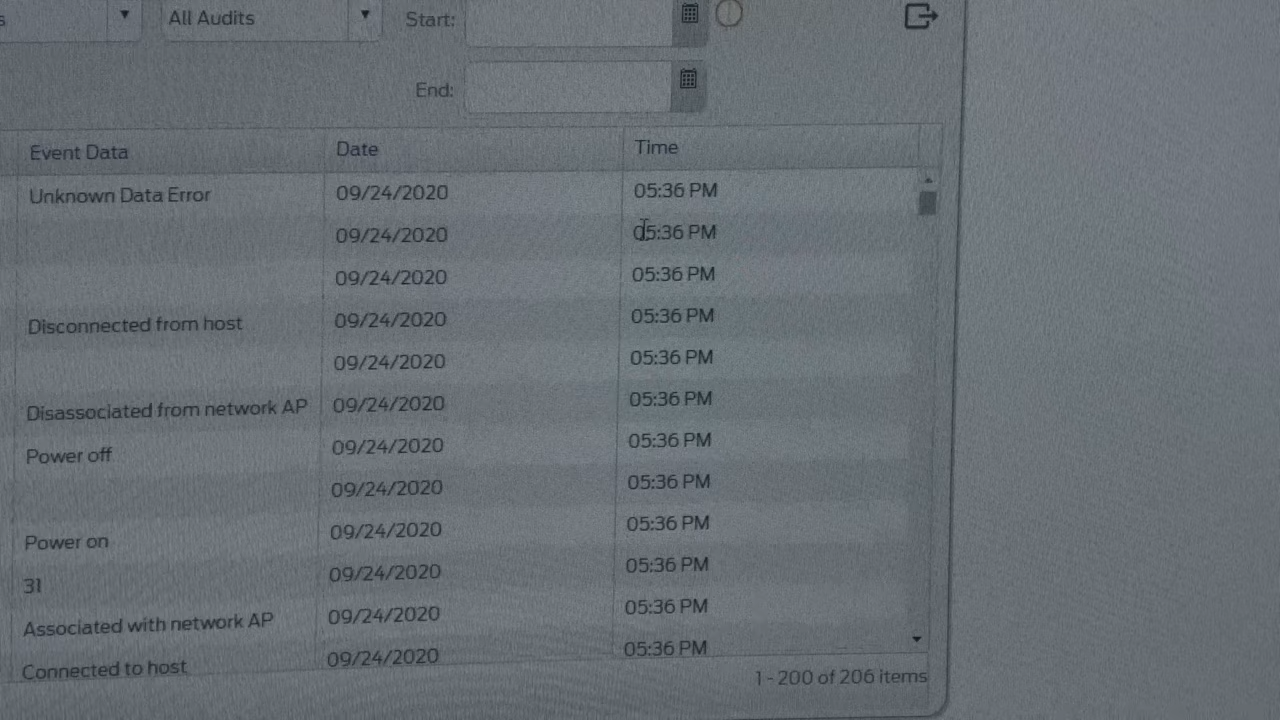 s All Audits Start:
End:
Event Data Date Time
Unknown Data Error 09/24/2020 05:36 PM
09/24/2020 05:36 PM
09/24/2020 05:36 PM
Disconnected from host 09/24/2020 05:36 PM
09/24/2020 05:36 PM
Disassociated from network AP 09/24/2020 05:36 PM
Power off 09/24/2020 05:36 PM
09/24/2020 05:36 PM
Power on 09/24/2020 05:36 PM
31 09/24/2020 05:36 PM
Associated with network AP 09/24/2020 05:36 PM
Connected to host 09/24/2020 05:36 PM
1 - 200 of 206 items